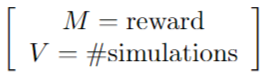 M = reward
V = #simulations